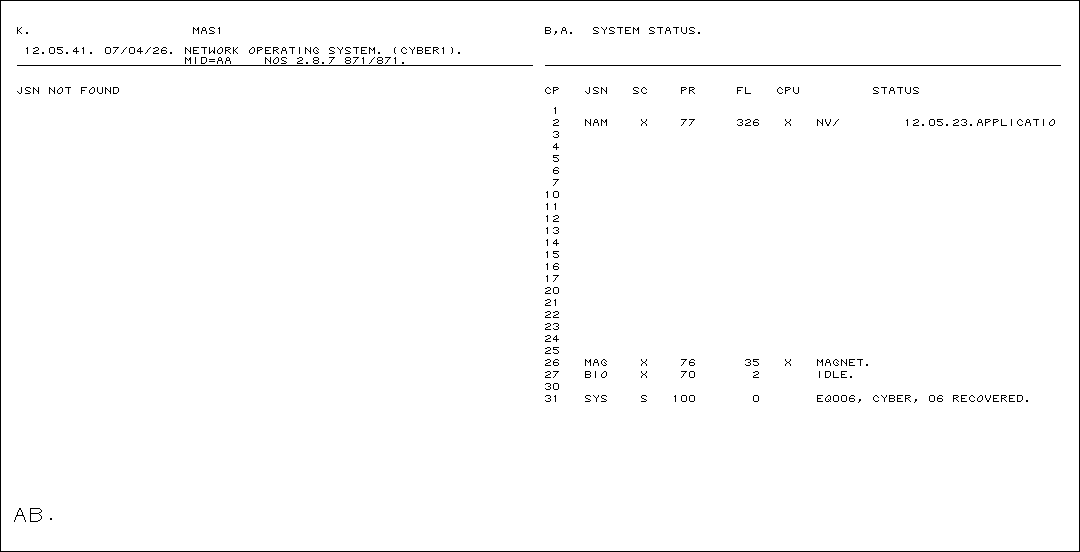 K. MAS1
12.05.41. 07/04/26. NETWORK OPERATING SYSTEM. (CYBER1).
MID=AA NOS 2.8.7 871/871.
JSN NOT FOUND
B,A. SYSTEM STATUS.
CP JSN SC PR FL CPU STATUS
1
2 NAM X 77 326 X NV/ 12.05.23.APPLICATIO
3
4
5
6
7
10
11
12
13
14
15
16
17
20
21
22
23
24
25
26 MAG X 76 35 X MAGNET.
27 BIO X 70 2 IDLE.
30
31 SYS S 100 0 EQ006, CYBER, 06 RECOVERED.
AB.